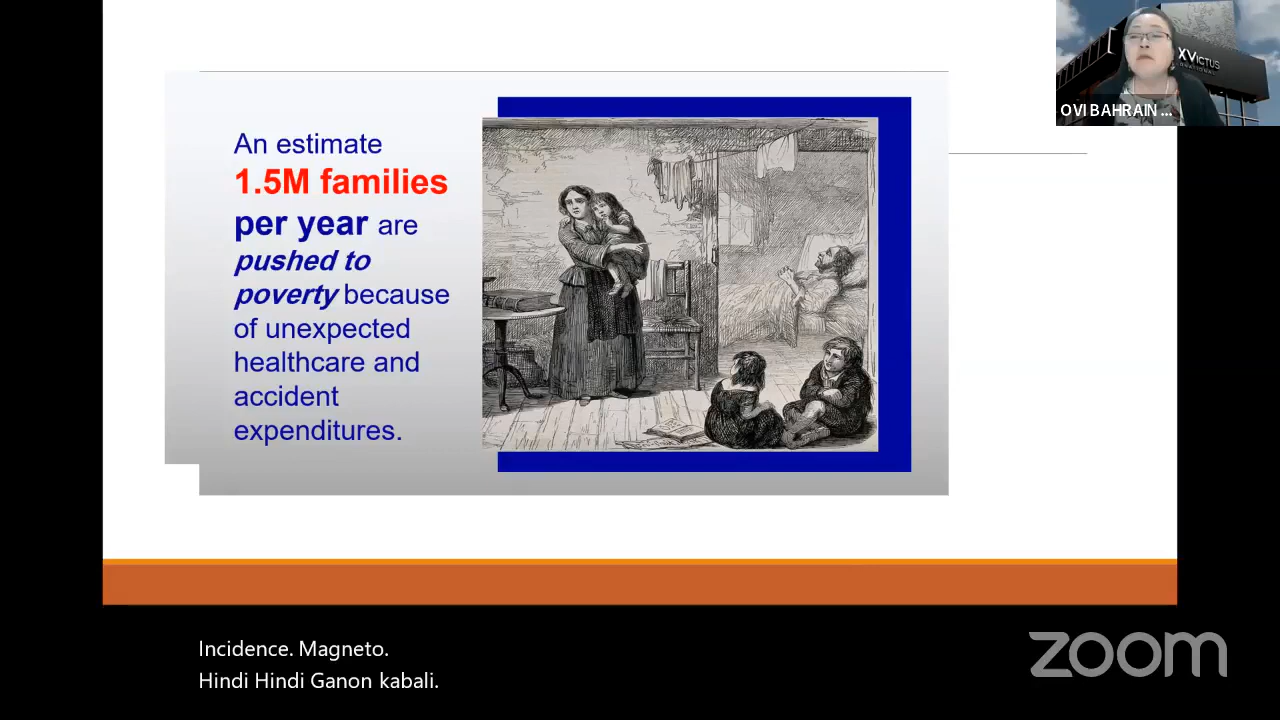 An estimate
1.5M families
per year are
pushed to
poverty because
of unexpected
healthcare and
accident
expenditures.
XVICTUS
OVI BAHRAIN ...
Incidence. Magneto.
Hindi Hindi Ganon kabali.
zoom